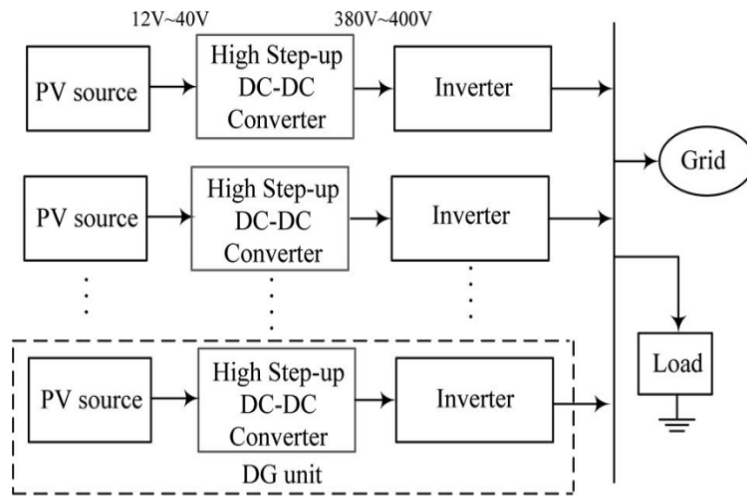 12V~40V
380V~400V
PV source
High Step-up
DC-DC
Converter
Inverter
Grid
PV source
High Step-up
DC-DC
Converter
Inverter
Load
PV source
High Step-up
DC-DC
Converter
Inverter
DG unit